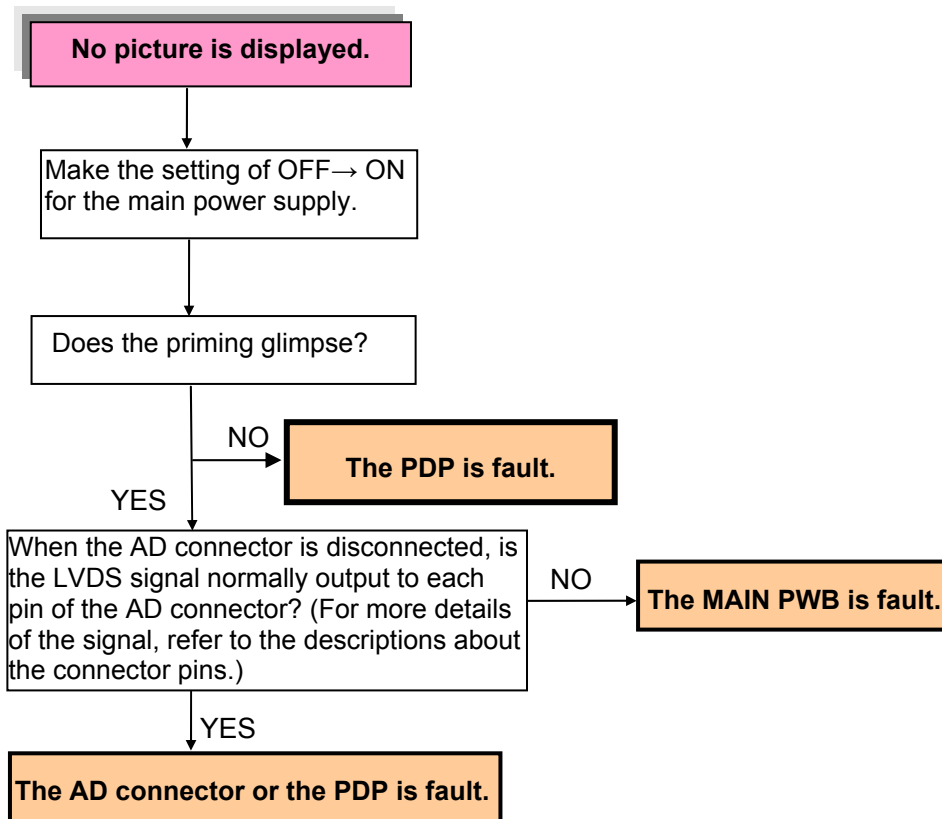 No picture is displayed.
Make the setting of OFF→ ON
for the main power supply.
Does the priming glimpse?
NO
The PDP is fault.
YES
When the AD connector is disconnected, is
the LVDS signal normally output to each
pin of the AD connector? (For more details
of the signal, refer to the descriptions about
the connector pins.)
NO
The MAIN PWB is fault.
YES
The AD connector or the PDP is fault.